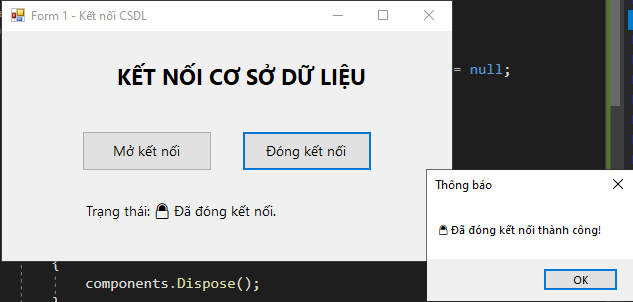 Form 1 - Kết nối CSDL
KẾT NỐI CƠ SỞ DỮ LIỆU
= null;
Mở kết nối
Đóng kết nối
Trạng thái: 🔒 Đã đóng kết nối.
Thông báo
🔒 Đã đóng kết nối thành công!
OK
{
components.Dispose();
}